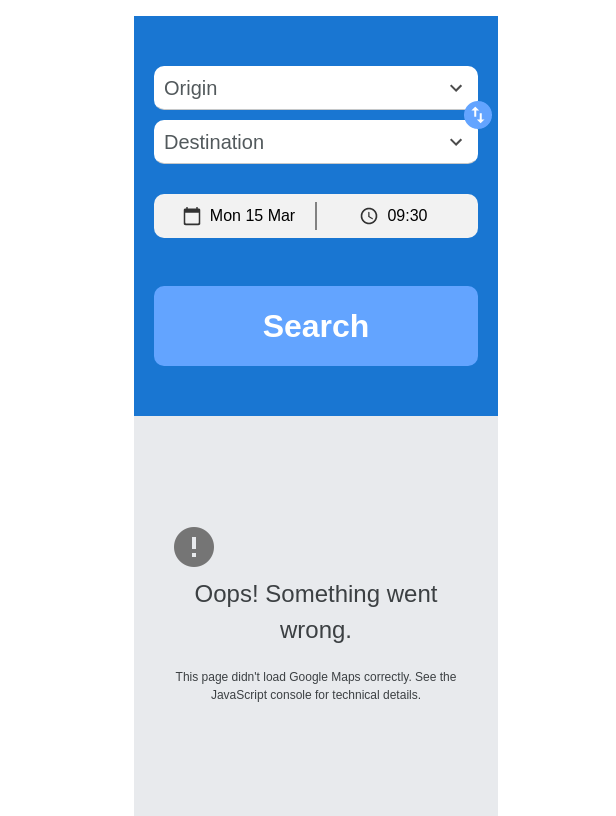 Origin
Destination
Mon 15 Mar
09:30
Search
Oops! Something went
wrong.
This page didn't load Google Maps correctly. See the
JavaScript console for technical details.